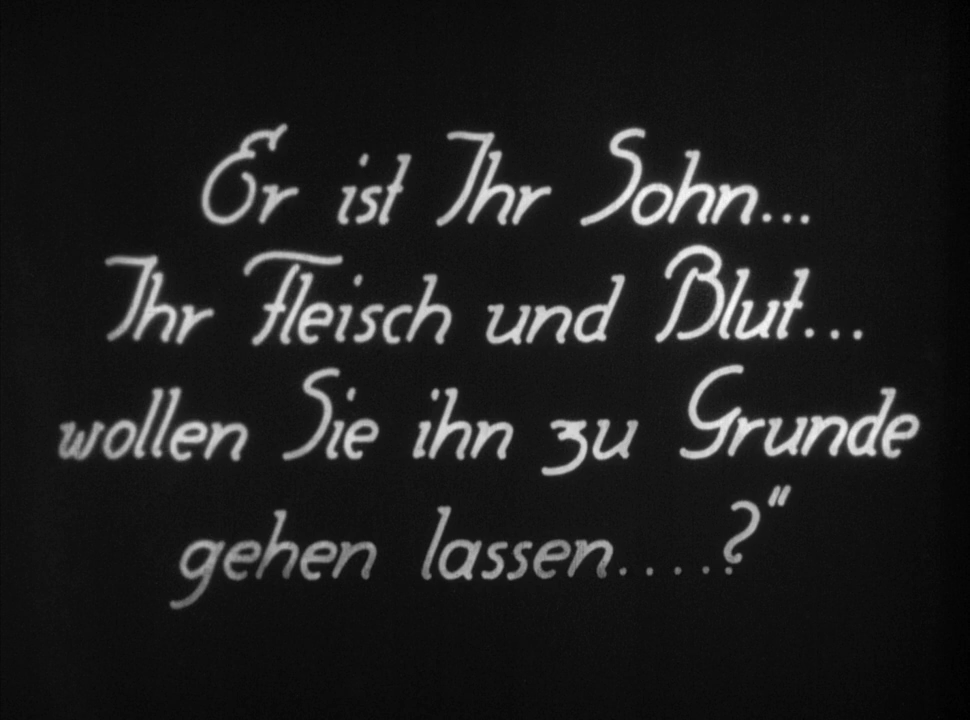 Er ist Ihr Sohn...
Ihr Fleisch und Blut...
wollen Sie ihn zu Grunde
gehen lassen.....?"